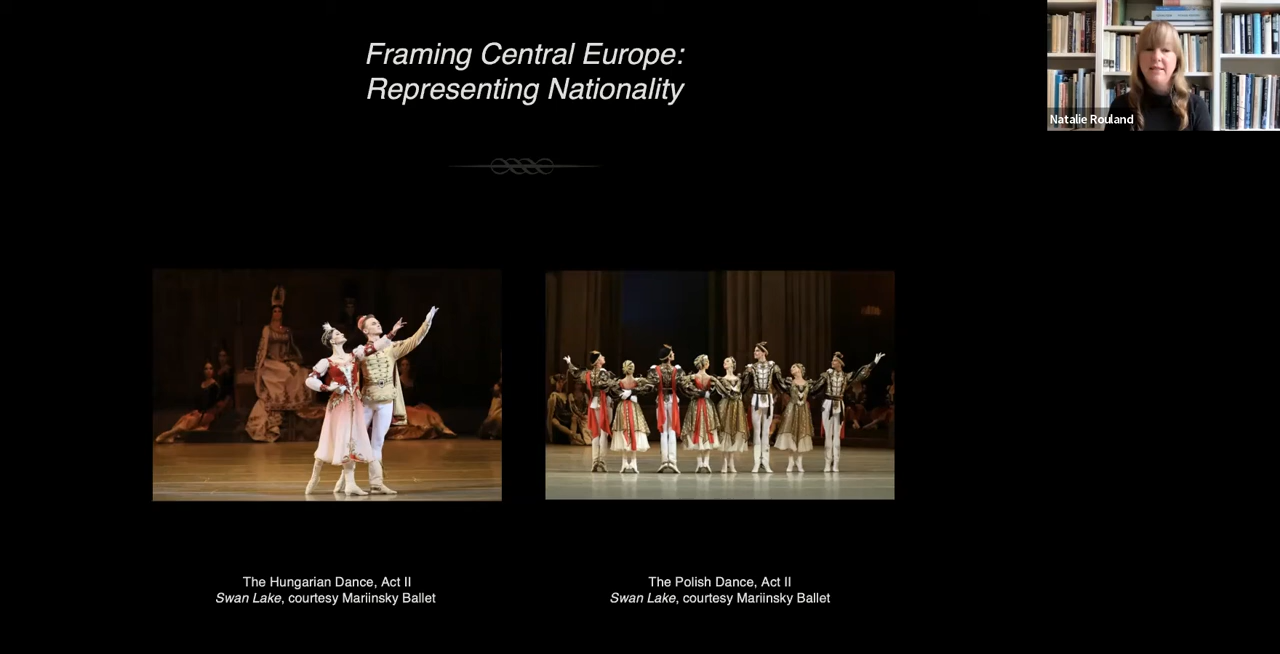 Framing Central Europe:
Representing Nationality
Natalie Rouland
The Hungarian Dance, Act II
Swan Lake, courtesy Mariinsky Ballet
The Polish Dance, Act II
Swan Lake, courtesy Mariinsky Ballet